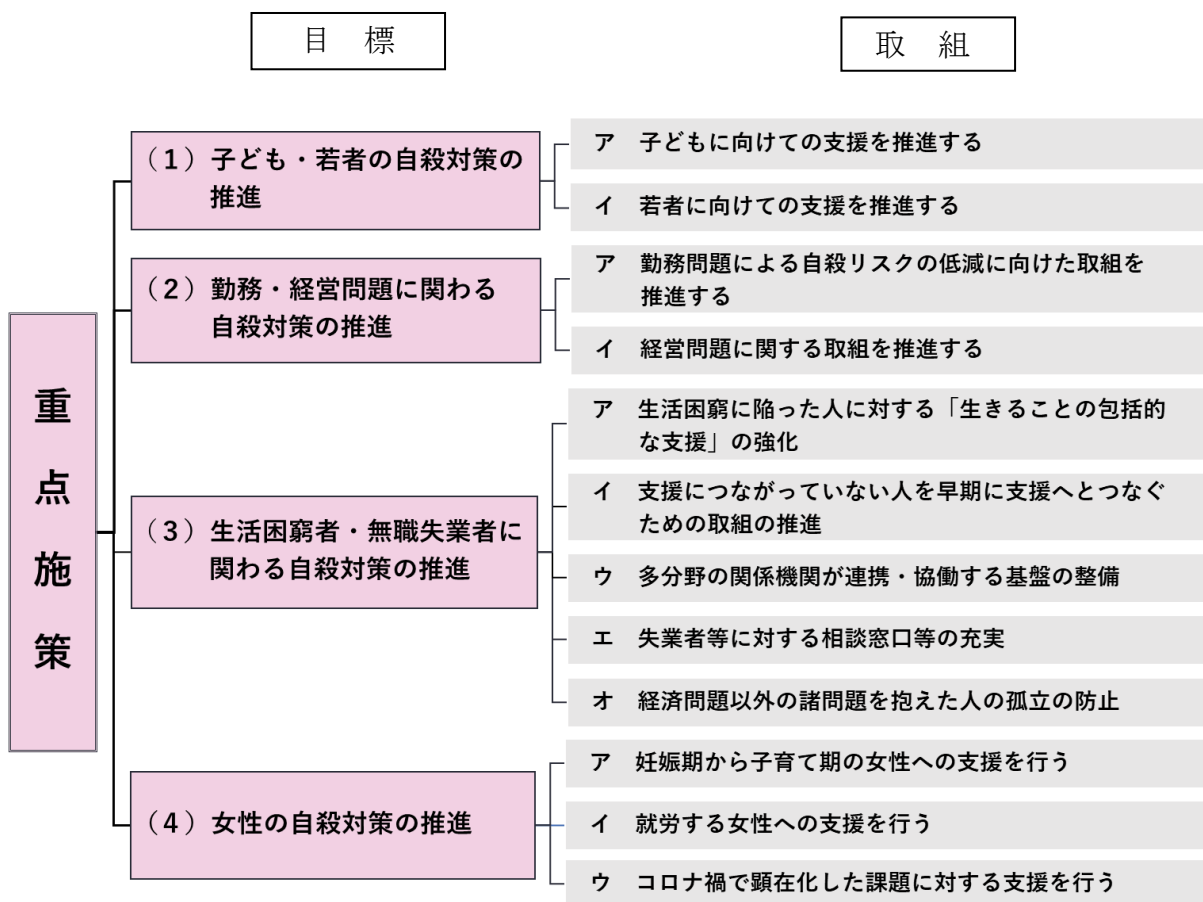 目　標
取　組
重点施策
（１）子ども・若者の自殺対策の
推進
ア　子どもに向けての支援を推進する
イ　若者に向けての支援を推進する
（２）勤務・経営問題に関わる
自殺対策の推進
ア　勤務問題による自殺リスクの低減に向けた取組を
推進する
イ　経営問題に関する取組を推進する
（３）生活困窮者・無職失業者に
関わる自殺対策の推進
ア　生活困窮に陥った人に対する「生きることの包括的
な支援」の強化
イ　支援につながっていない人を早期に支援へとつなぐ
ための取組の推進
ウ　多分野の関係機関が連携・協働する基盤の整備
エ　失業者等に対する相談窓口等の充実
オ　経済問題以外の諸問題を抱えた人の孤立の防止
（４）女性の自殺対策の推進
ア　妊娠期から子育て期の女性への支援を行う
イ　就労する女性への支援を行う
ウ　コロナ禍で顕在化した課題に対する支援を行う